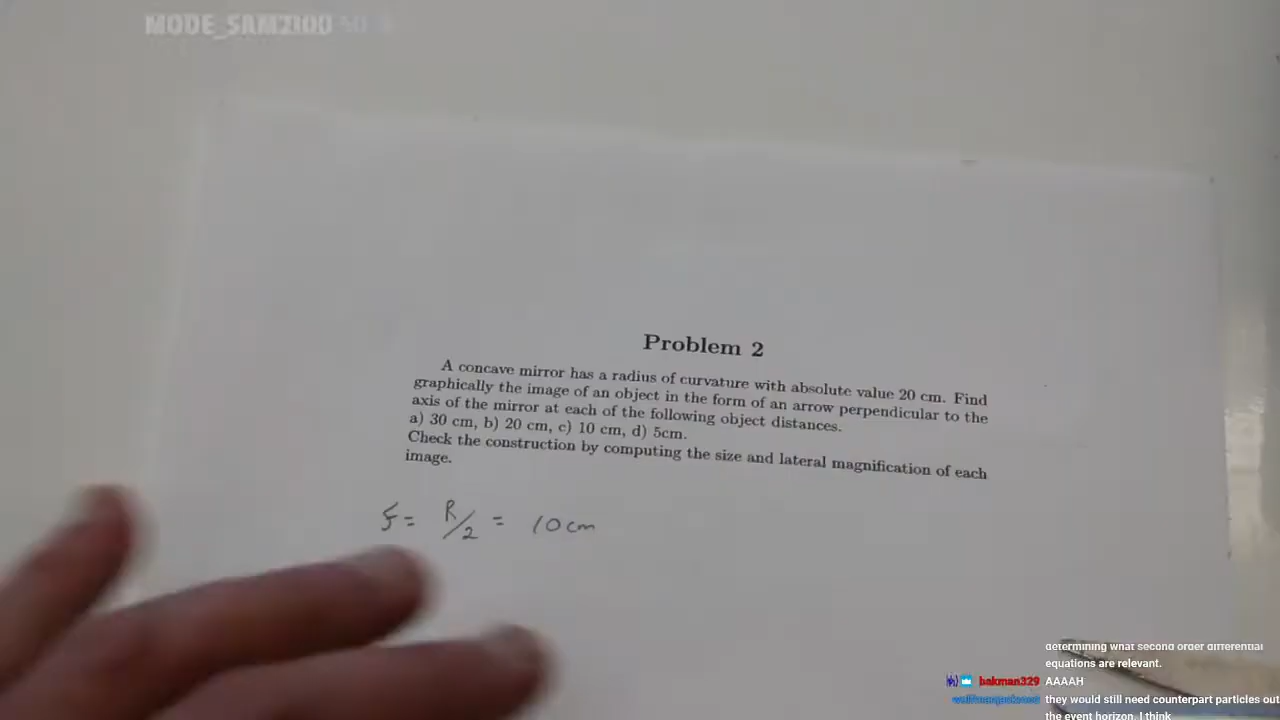 MODE_SAM2100
Problem 2
A concave mirror has a radius of curvature with absolute value 20 cm. Find
graphically the image of an object in the form of an arrow perpendicular to the
axis of the mirror at each of the following object distances.
a) 30 cm, b) 20 cm, c) 10 cm, d) 5cm.
Check the construction by computing the size and lateral magnification of each
image.
f = R/2 = 10 cm
determining what second order differential
equations are relevant.
bakman329 AAAAH
they would still need counterpart particles out
the event horizon, I think